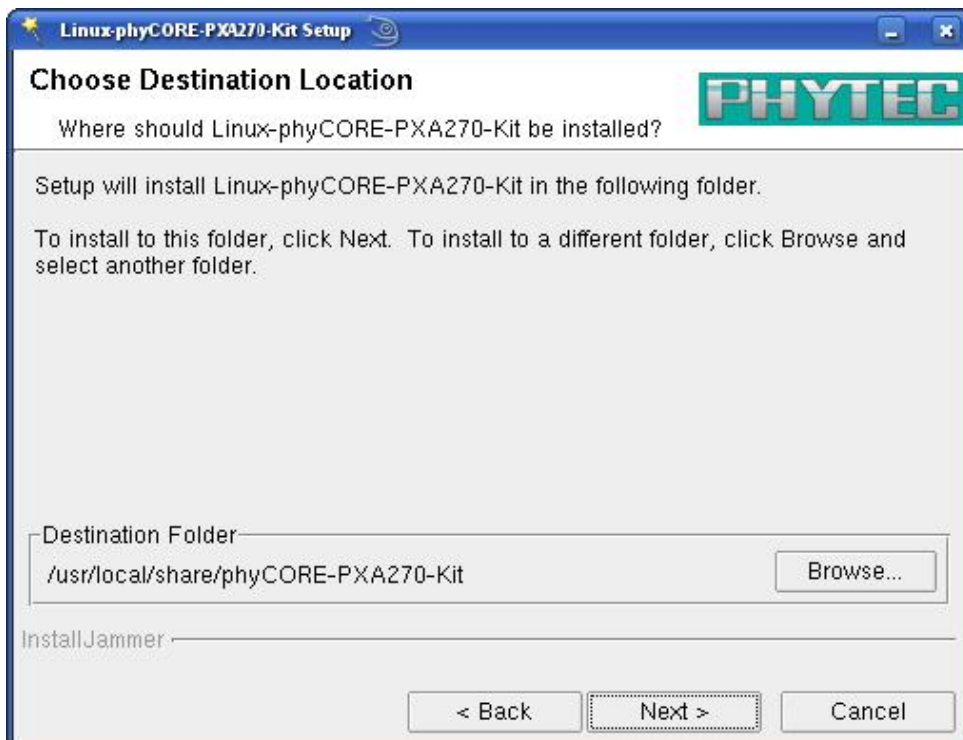 Linux-phyCORE-PXA270-Kit Setup
Choose Destination Location
PHYTEC
Where should Linux-phyCORE-PXA270-Kit be installed?
Setup will install Linux-phyCORE-PXA270-Kit in the following folder.
To install to this folder, click Next. To install to a different folder, click Browse and
select another folder.
Destination Folder
/usr/local/share/phyCORE-PXA270-Kit
Browse...
InstallJammer
< Back
Next >
Cancel